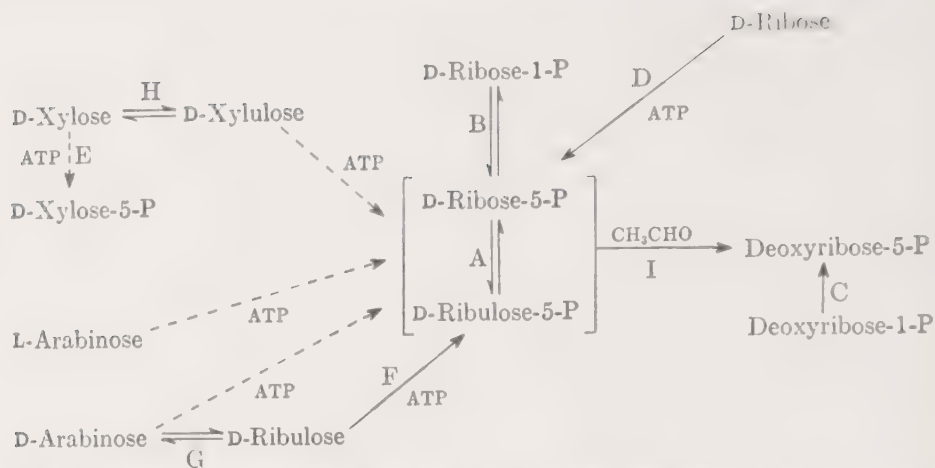 D-Ribose
D-Ribose-1-P
H
D
D-Xylose
D-Xylulose
B
ATP
ATP
E
ATP
D-Xylose-5-P
D-Ribose-5-P
CH₃CHO
A
I
Deoxyribose-5-P
C
ATP
D-Ribulose-5-P
Deoxyribose-1-P
L-Arabinose
ATP
F
ATP
D-Arabinose
D-Ribulose
G